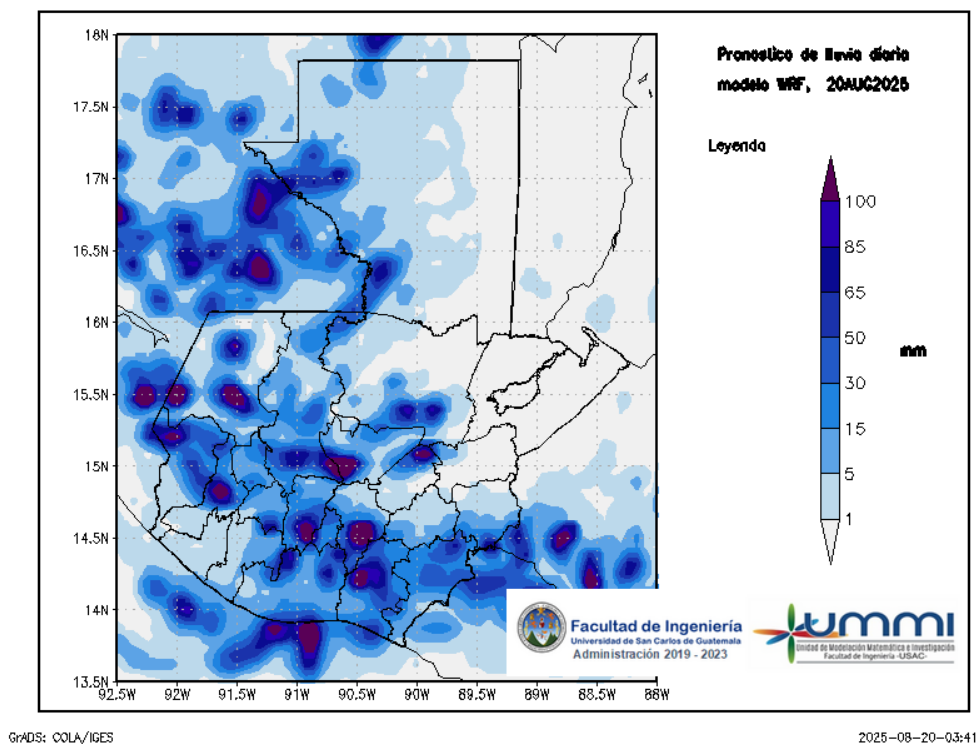 Pronostico de lluvia diaria
modelo WRF, 20AUG2025
Leyenda
100
85
65
50
30
15
5
1
mm
18N
17.5N
17N
16.5N
16N
15.5N
15N
14.5N
14N
13.5N
92.5W
92W
91.5W
91W
90.5W
90W
89.5W
89W
88.5W
88W
Facultad de Ingeniería
Universidad de San Carlos de Guatemala
Administración 2019 - 2023
UMMI
Unidad de Modelación Matemática e Investigación
Facultad de Ingeniería -USAC-
GrADS: COLA/IGES
2025-08-20-03:41